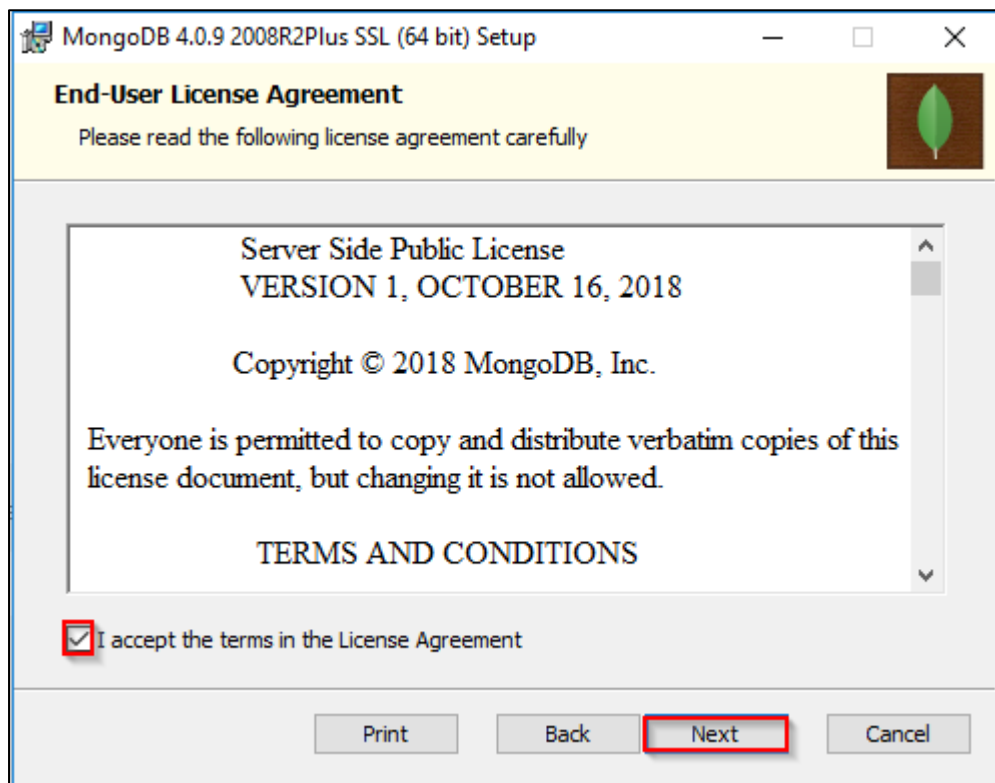 MongoDB 4.0.9 2008R2Plus SSL (64 bit) Setup
End-User License Agreement
Please read the following license agreement carefully
Server Side Public License
VERSION 1, OCTOBER 16, 2018
Copyright © 2018 MongoDB, Inc.
Everyone is permitted to copy and distribute verbatim copies of this
license document, but changing it is not allowed.
TERMS AND CONDITIONS
I accept the terms in the License Agreement
Print Back Next Cancel